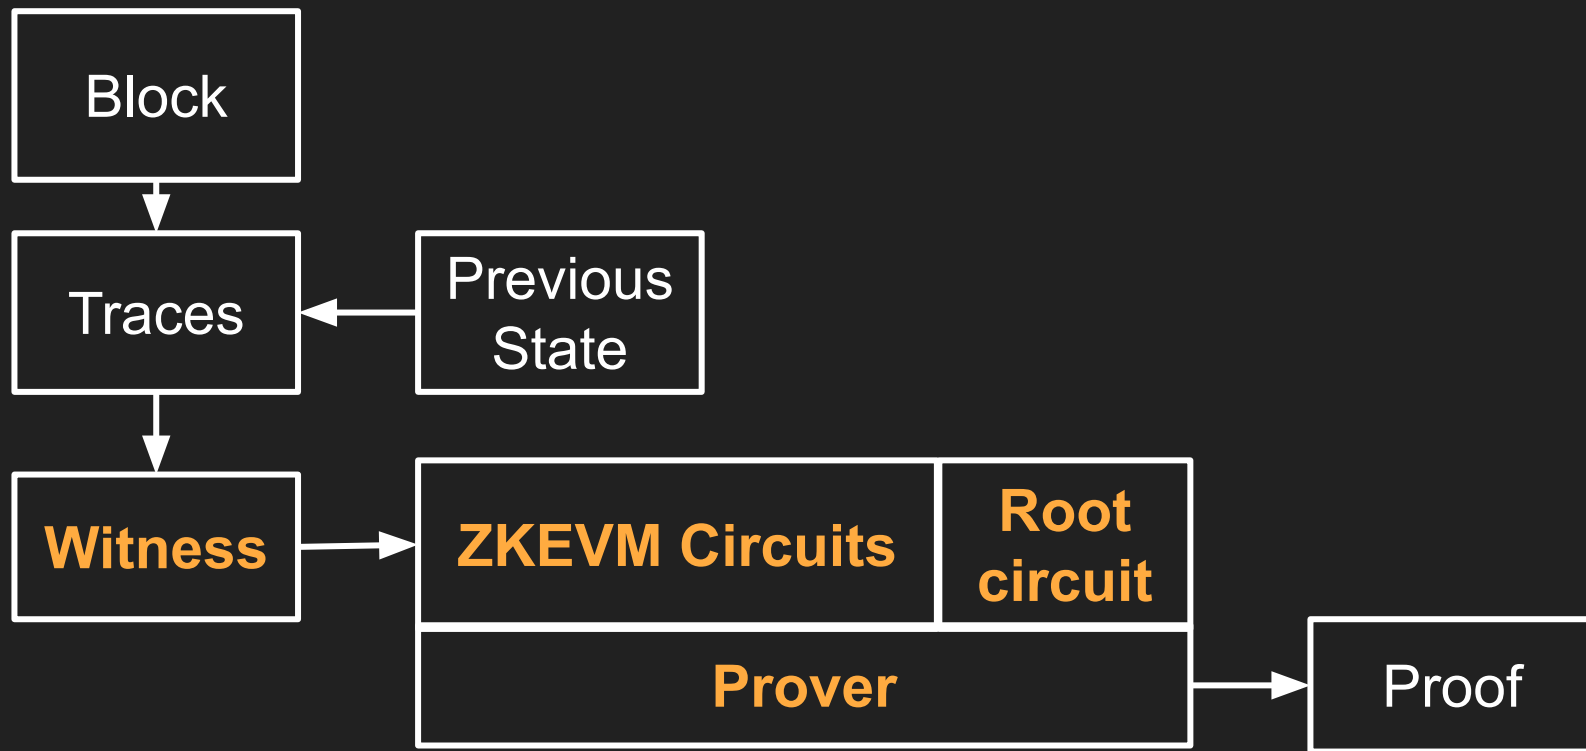 Block
Traces
Previous
State
Witness
ZKEVM Circuits
Root
circuit
Prover
Proof